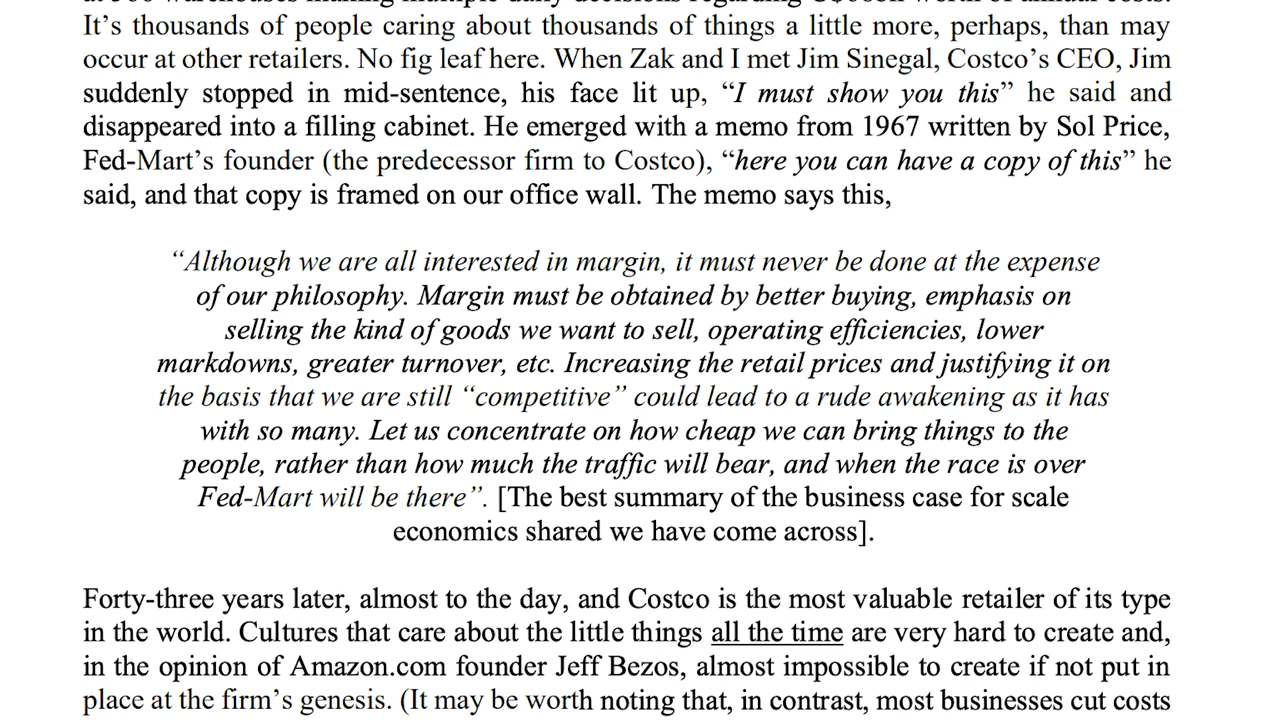 It’s thousands of people caring about thousands of things a little more, perhaps, than may
occur at other retailers. No fig leaf here. When Zak and I met Jim Sinegal, Costco’s CEO, Jim
suddenly stopped in mid-sentence, his face lit up, “I must show you this” he said and
disappeared into a filling cabinet. He emerged with a memo from 1967 written by Sol Price,
Fed-Mart’s founder (the predecessor firm to Costco), “here you can have a copy of this” he
said, and that copy is framed on our office wall. The memo says this,
“Although we are all interested in margin, it must never be done at the expense
of our philosophy. Margin must be obtained by better buying, emphasis on
selling the kind of goods we want to sell, operating efficiencies, lower
markdowns, greater turnover, etc. Increasing the retail prices and justifying it on
the basis that we are still “competitive” could lead to a rude awakening as it has
with so many. Let us concentrate on how cheap we can bring things to the
people, rather than how much the traffic will bear, and when the race is over
Fed-Mart will be there”. [The best summary of the business case for scale
economics shared we have come across].
Forty-three years later, almost to the day, and Costco is the most valuable retailer of its type
in the world. Cultures that care about the little things all the time are very hard to create and,
in the opinion of Amazon.com founder Jeff Bezos, almost impossible to create if not put in
place at the firm’s genesis. (It may be worth noting that, in contrast, most businesses cut costs